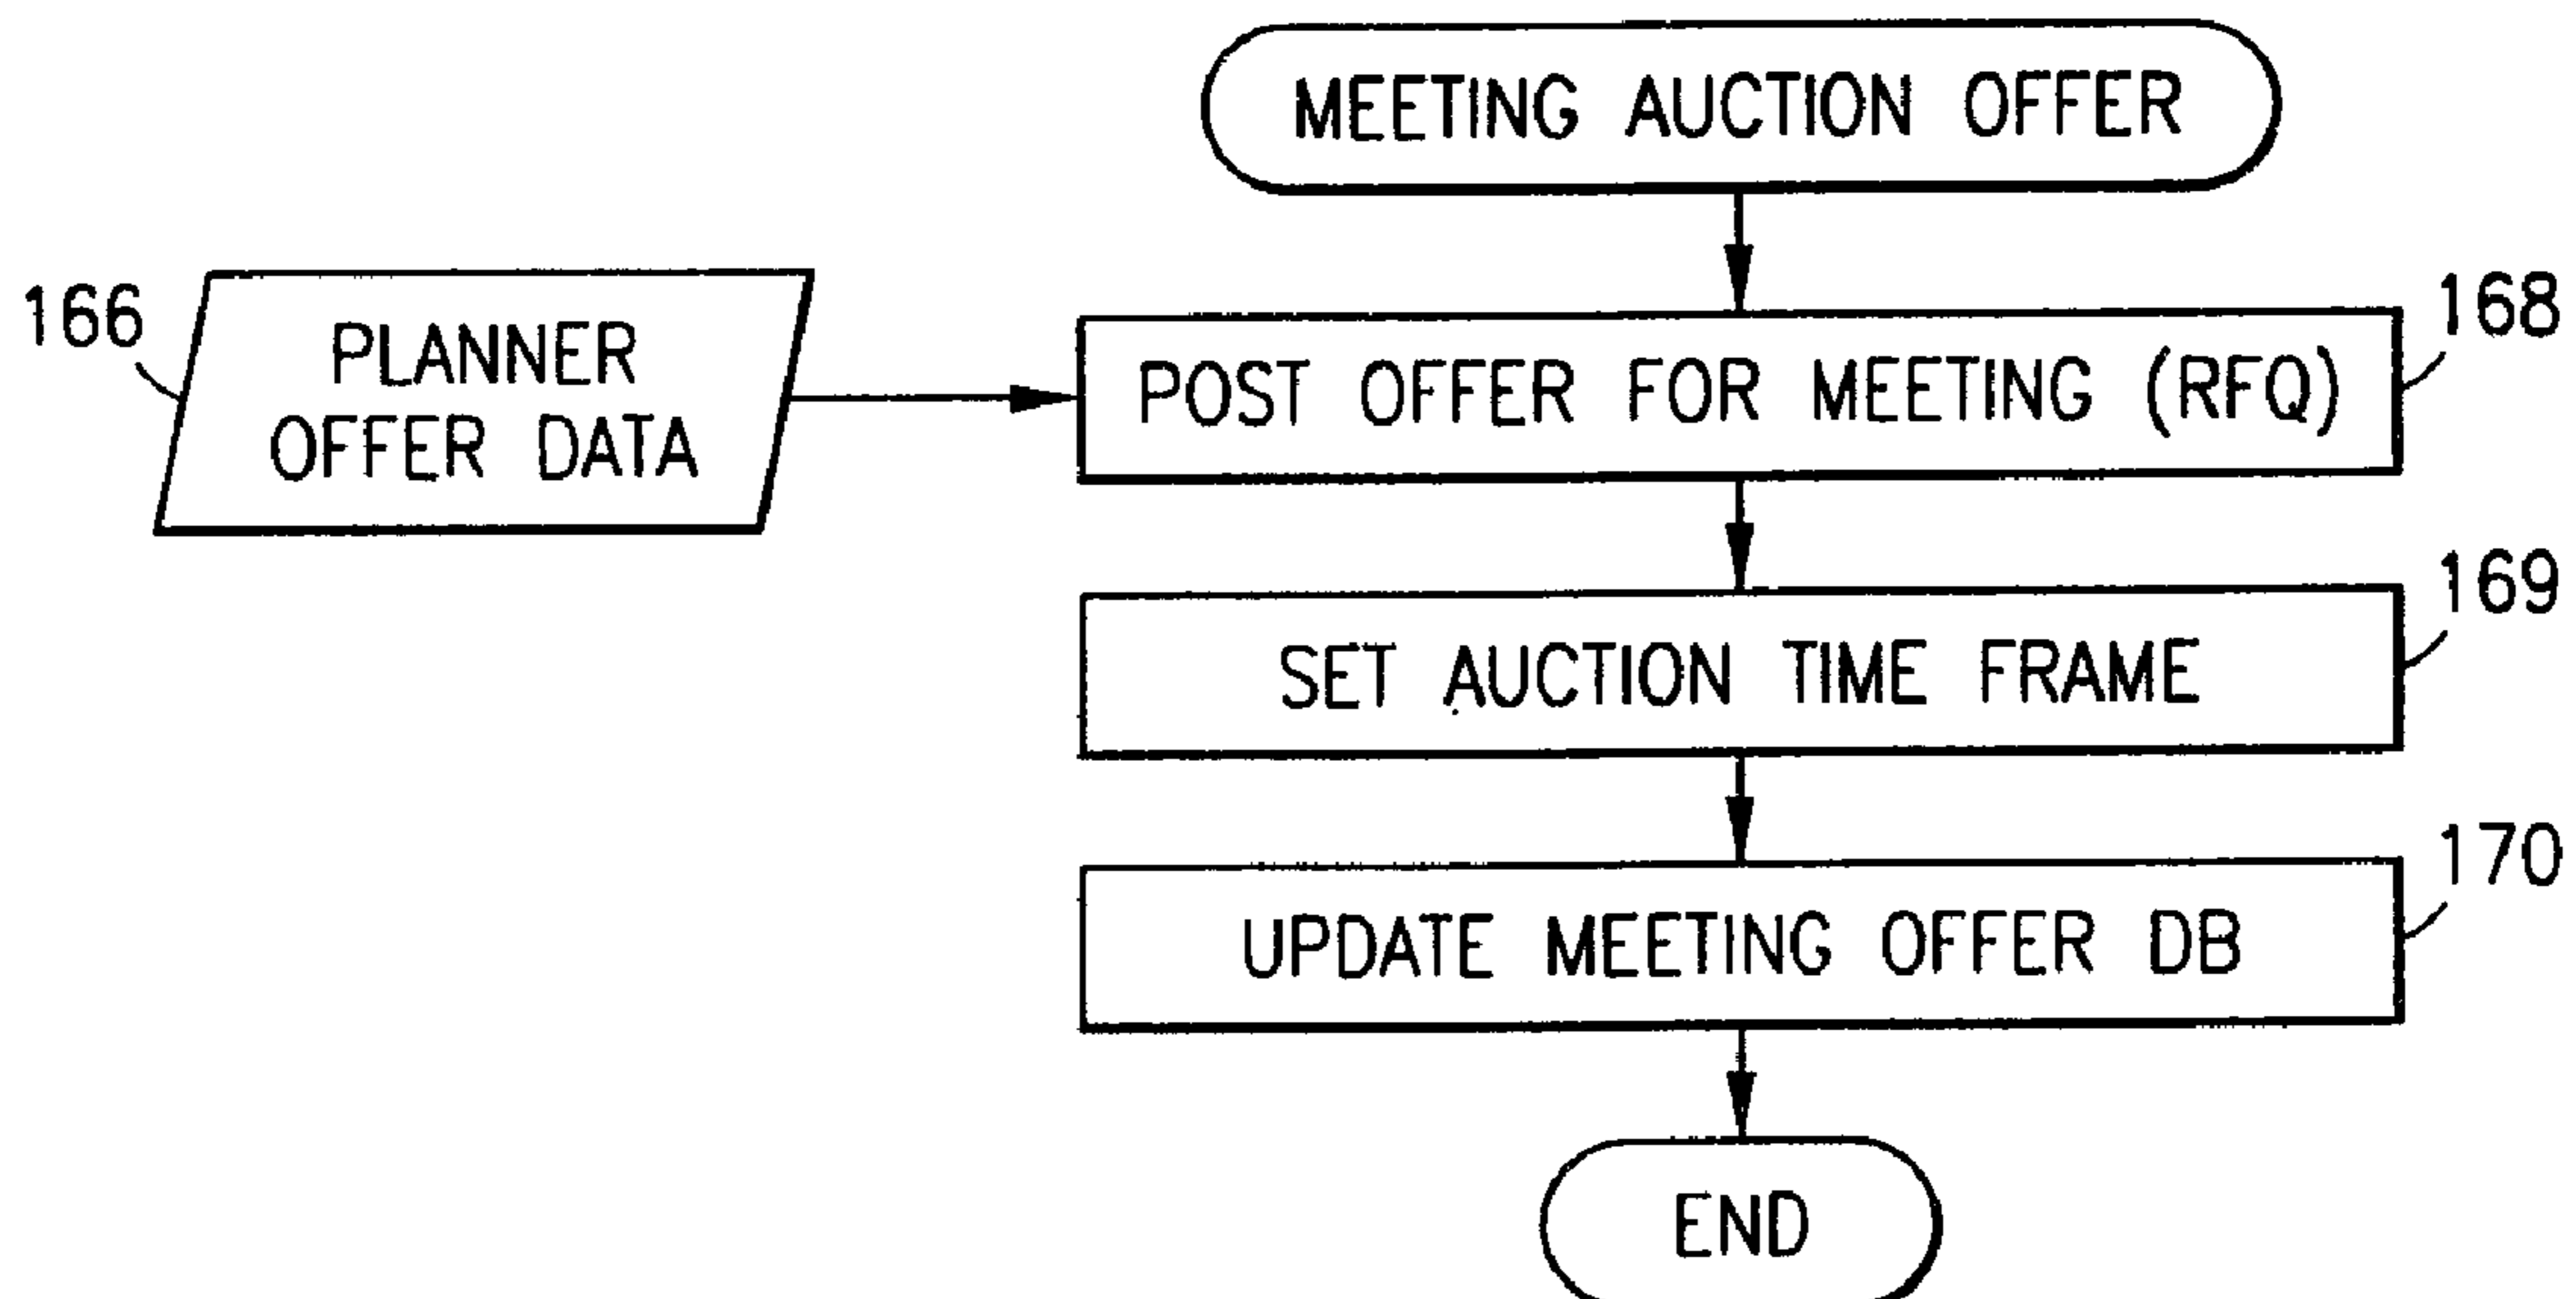 MEETING AUCTION OFFER
166
PLANNER
OFFER DATA
POST OFFER FOR MEETING (RFQ)
168
SET AUCTION TIME FRAME
169
UPDATE MEETING OFFER DB
170
END